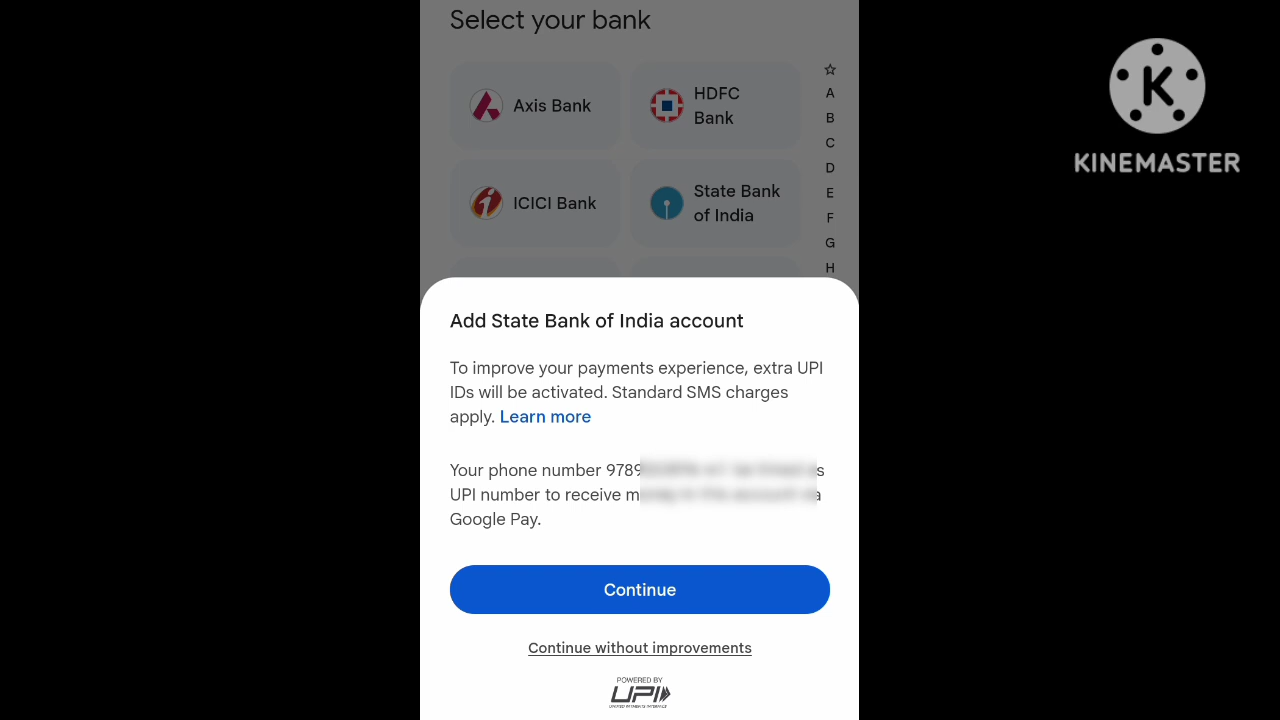 Select your bank
Axis Bank
HDFC
Bank
ICICI Bank
State Bank
of India
A
B
C
D
E
F
G
H
K
KINEMASTER
Add State Bank of India account
To improve your payments experience, extra UPI
IDs will be activated. Standard SMS charges
apply. Learn more
Your phone number 9789
UPI number to receive
Google Pay.
Continue
Continue without improvements
POWERED BY
UPI
UNIFIED PAYMENTS INTERFACE